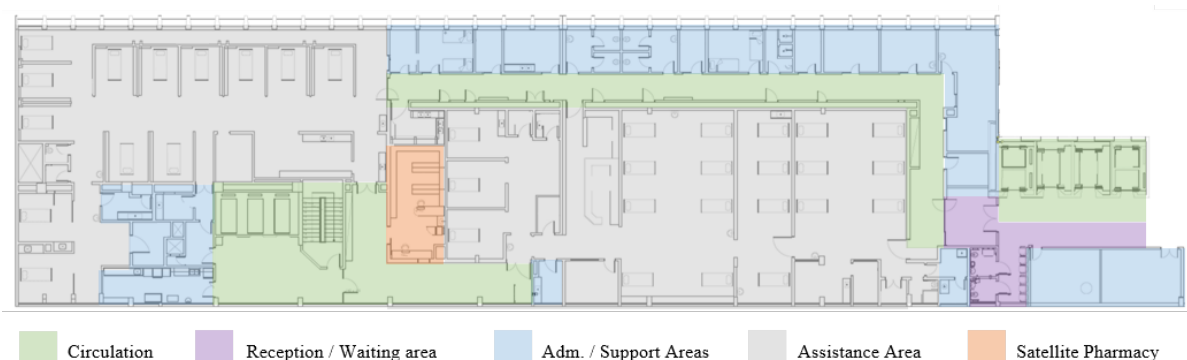 Circulation
Reception / Waiting area
Adm. / Support Areas
Assistance Area
Satellite Pharmacy